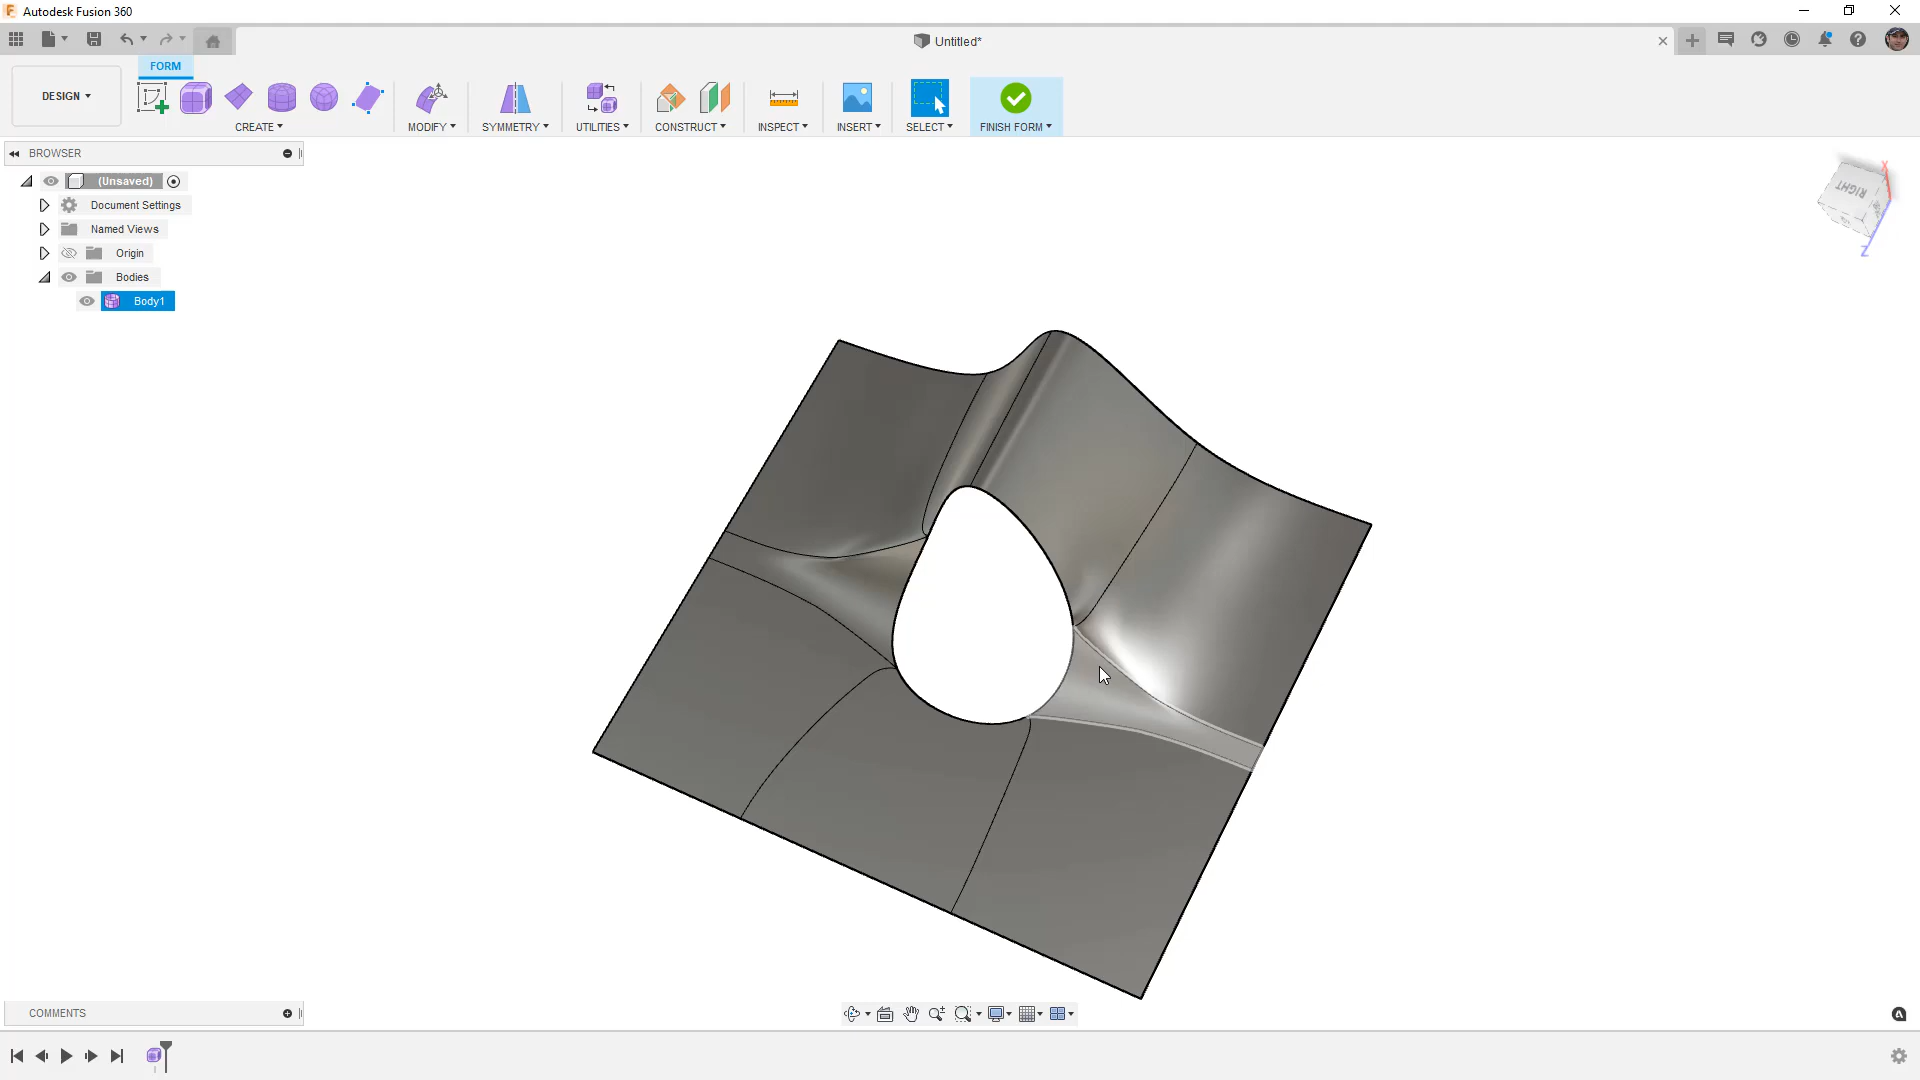 Autodesk Fusion 360
Untitled*
FORM
DESIGN
CREATE
MODIFY
SYMMETRY
UTILITIES
CONSTRUCT
INSPECT
INSERT
SELECT
FINISH FORM
BROWSER
(Unsaved)
Document Settings
Named Views
Origin
Bodies
Body1
RIGHT
X
Z
COMMENTS